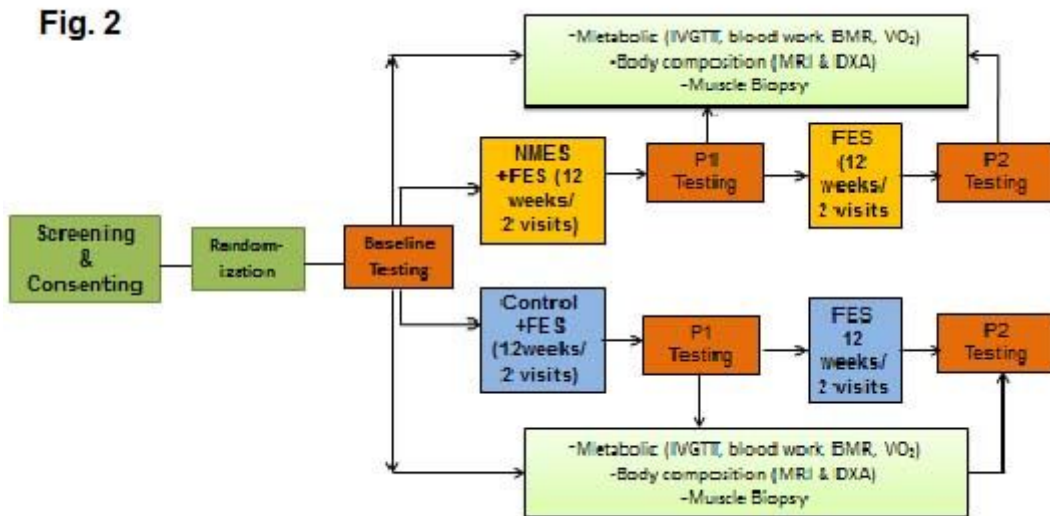 Fig. 2
-Metabolic (IVGTT, blood work BMR, VO₂)
-Body composition (MRI & DXA)
-Muscle Biopsy
NMES
+FES (12
weeks/
2 visits)
P1
Testing
FES
(12
weeks/
2 visits
P2
Testing
Screening
&
Consenting
Random-
ization
Baseline
Testing
Control
+FES
(12weeks/
2 visits)
P1
Testing
FES
12
weeks/
2 visits
P2
Testing
-Metabolic (IVGTT, blood work BMR, VO₂)
-Body composition (MRI & DXA)
-Muscle Biopsy